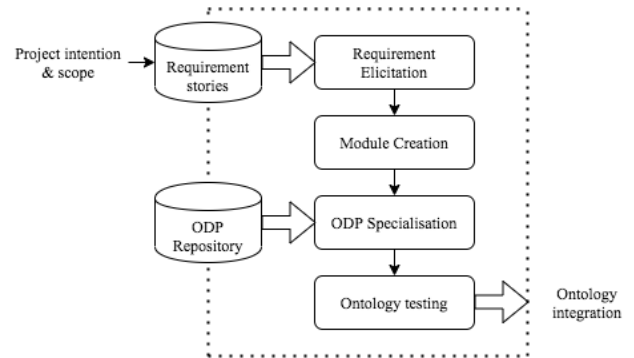 Project intention
& scope
Requirement
stories
Requirement
Elicitation
Module Creation
ODP
Repository
ODP Specialisation
Ontology testing
Ontology
integration